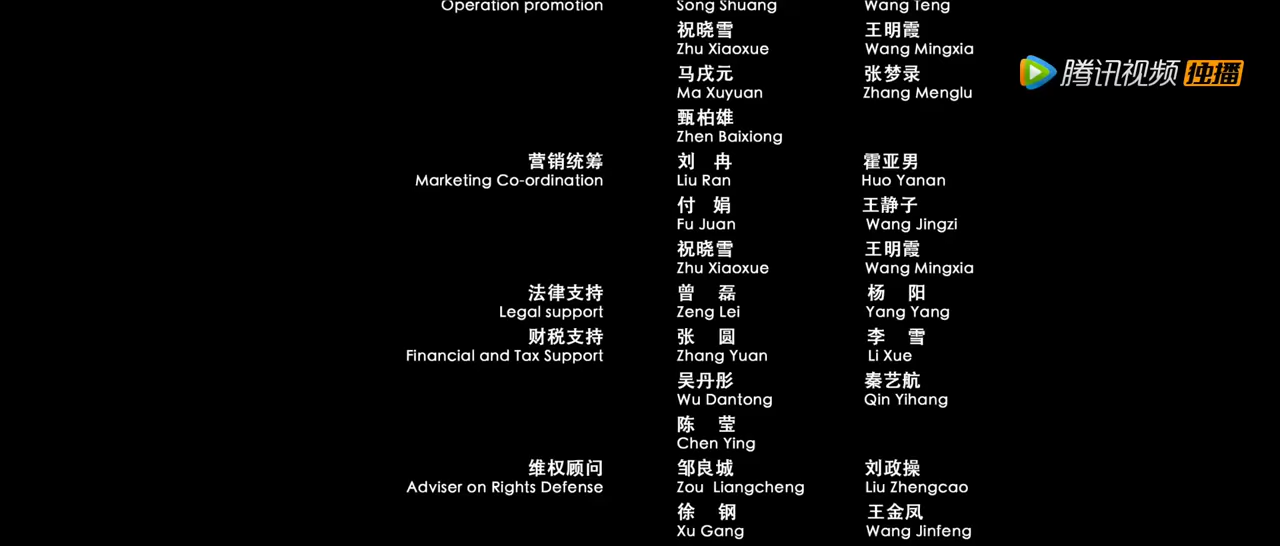 Operation promotion Song Shuang Wang Teng
祝晓雪 王明霞
Zhu Xiaoxue Wang Mingxia
腾讯视频 独播
马戌元 张梦录
Ma Xuyuan Zhang Menglu
甄柏雄
Zhen Baixiong
营销统筹 刘 冉 霍亚男
Marketing Co-ordination Liu Ran Huo Yanan
付 娟 王静子
Fu Juan Wang Jingzi
祝晓雪 王明霞
Zhu Xiaoxue Wang Mingxia
法律支持 曾 磊 杨 阳
Legal support Zeng Lei Yang Yang
财税支持 张 圆 李 雪
Financial and Tax Support Zhang Yuan Li Xue
吴丹彤 秦艺航
Wu Dantong Qin Yihang
陈 莹
Chen Ying
维权顾问 邹良城 刘政操
Adviser on Rights Defense Zou Liangcheng Liu Zhengcao
徐 钢 王金凤
Xu Gang Wang Jinfeng